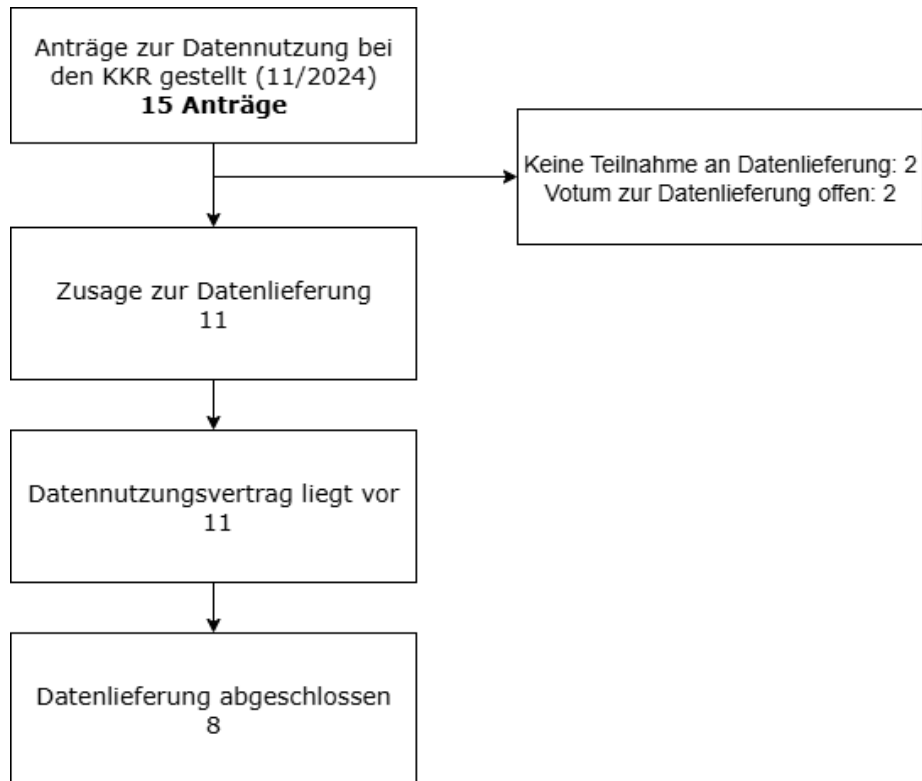 Anträge zur Datennutzung bei
den KKR gestellt (11/2024)
15 Anträge
Keine Teilnahme an Datenlieferung: 2
Votum zur Datenlieferung offen: 2
Zusage zur Datenlieferung
11
Datennutzungsvertrag liegt vor
11
Datenlieferung abgeschlossen
8